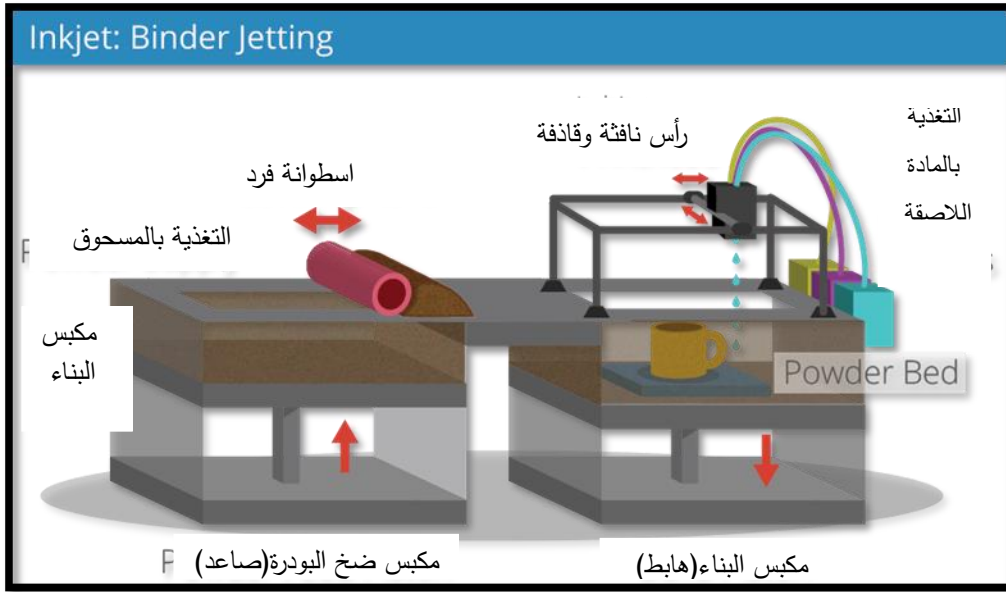 Inkjet: Binder Jetting
التغذية
بالمادة
اللاصقة
رأس نافثة وقاذفة
اسطوانة فرد
التغذية بالمسحوق
مكبس
البناء
Powder Bed
مكبس ضخ البودرة(صاعد)
مكبس البناء(هابط)